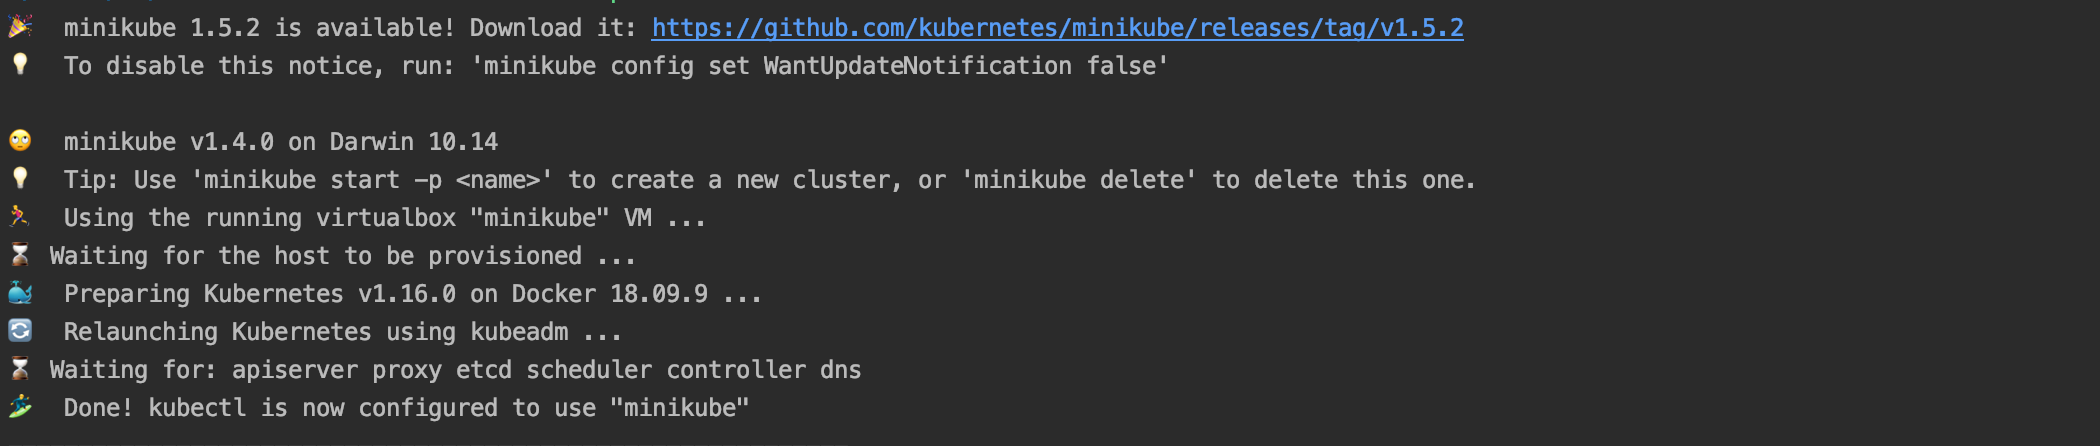 🎉  minikube 1.5.2 is available! Download it: https://github.com/kubernetes/minikube/releases/tag/v1.5.2
💡  To disable this notice, run: 'minikube config set WantUpdateNotification false'
🙄  minikube v1.4.0 on Darwin 10.14
💡  Tip: Use 'minikube start -p <name>' to create a new cluster, or 'minikube delete' to delete this one.
🏃  Using the running virtualbox "minikube" VM ...
⌛ Waiting for the host to be provisioned ...
🐳  Preparing Kubernetes v1.16.0 on Docker 18.09.9 ...
🔄  Relaunching Kubernetes using kubeadm ...
⌛ Waiting for: apiserver proxy etcd scheduler controller dns
🏄  Done! kubectl is now configured to use "minikube"